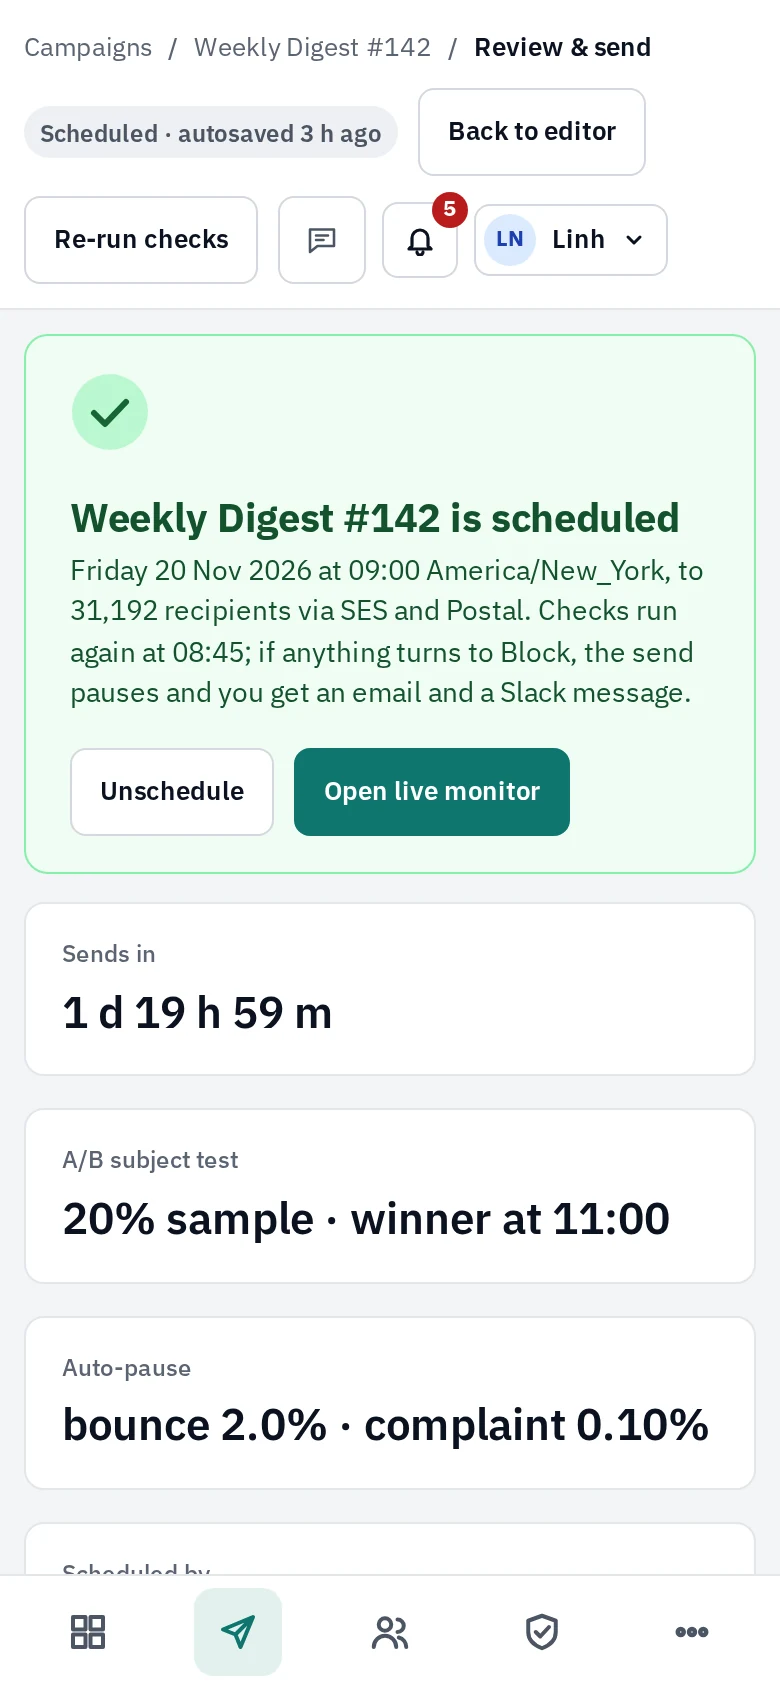 Campaigns / Weekly Digest #142 / Review & send
Scheduled · autosaved 3 h ago
Back to editor
Re-run checks
5
LN Linh
Weekly Digest #142 is scheduled
Friday 20 Nov 2026 at 09:00 America/New_York, to
31,192 recipients via SES and Postal. Checks run
again at 08:45; if anything turns to Block, the send
pauses and you get an email and a Slack message.
Unschedule
Open live monitor
Sends in
1 d 19 h 59 m
A/B subject test
20% sample · winner at 11:00
Auto-pause
bounce 2.0% · complaint 0.10%
Scheduled by